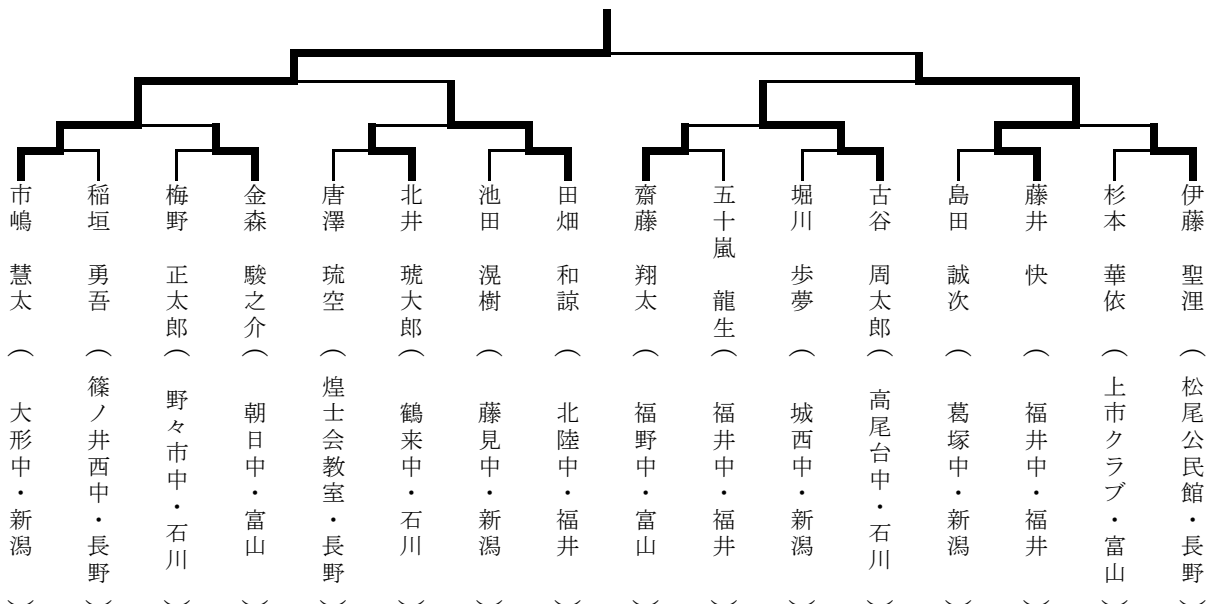 市嶋 慧太 （ 大形中・新潟 ）
稲垣 勇吾 （ 篠ノ井西中・長野 ）
梅野 正太郎 （ 野々市中・石川 ）
金森 駿之介 （ 朝日中・富山 ）
唐澤 琉空 （ 煌士会教室・長野 ）
北井 琥大郎 （ 鶴来中・石川 ）
池田 滉樹 （ 藤見中・新潟 ）
田畑 和諒 （ 北陸中・福井 ）
齋藤 翔太 （ 福野中・富山 ）
五十嵐 龍生 （ 福井中・福井 ）
堀川 歩夢 （ 城西中・新潟 ）
古谷 周太郎 （ 高尾台中・石川 ）
島田 誠次 （ 葛塚中・新潟 ）
藤井 快 （ 福井中・福井 ）
杉本 華依 （ 上市クラブ・富山 ）
伊藤 聖浬 （ 松尾公民館・長野 ）